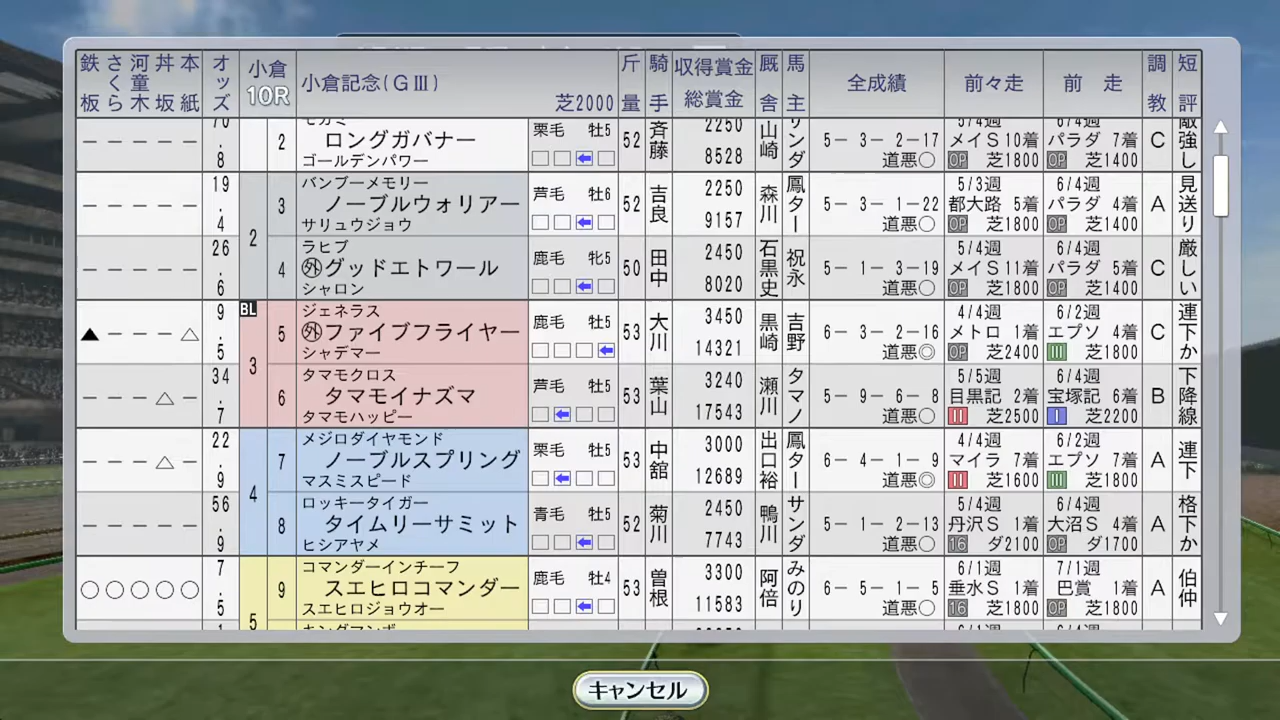 鉄板 さくら 河童木 丼坂 本紙 オッズ 小倉 10R 小倉記念(GⅢ) 芝2000 斤量 騎手 収得賞金 総賞金 厩舎 馬主 全成績 前々走 前 走 調教 短評
－－－－－ 70.8 2 モガミ ロングガバナー ゴールデンパワー 栗毛 牡5 52 斉藤 2250 8528 山崎 サンダ 5－ 3－ 2－17 道悪○ 5/4週 メイS 10着 OP 芝1800 6/4週 パラダ 7着 OP 芝1400 C 敵強し
－－－－－ 19.4 2 3 バンブーメモリー ノーブルウォリアー サリュウジョウ 芦毛 牡6 52 吉良 2250 9157 森川 鳳ター 5－ 3－ 1－22 道悪○ 5/3週 都大路 5着 OP 芝1800 6/4週 パラダ 4着 OP 芝1400 A 見送り
－－－－－ 26.6 4 ラヒブ 外グッドエトワール シャロン 鹿毛 牝5 50 田中 2450 8020 石黒史 祝永 5－ 1－ 3－19 道悪○ 5/4週 メイS 11着 OP 芝1800 6/4週 パラダ 5着 OP 芝1400 C 厳しい
▲－－－△ 9.5 BL 3 5 ジェネラス 外ファイブフライヤー シャデマー 鹿毛 牡5 53 大川 3450 14321 黒崎 吉野 6－ 3－ 2－16 道悪◎ 4/4週 メトロ 1着 OP 芝2400 6/2週 エプソ 4着 III 芝1800 C 連下か
－－－△－ 34.7 6 タマモクロス タマモイナズマ タマモハッピー 芦毛 牡5 53 葉山 3240 17543 瀬川 タマモノ 5－ 9－ 6－ 8 道悪○ 5/5週 目黒記 2着 II 芝2500 6/4週 宝塚記 6着 I 芝2200 B 下降線
－－－△－ 22.9 4 7 メジロダイヤモンド ノーブルスプリング マスミスピード 栗毛 牡5 53 中舘 3000 12689 出口裕 鳳ター 6－ 4－ 1－ 9 道悪◎ 4/4週 マイラ 7着 II 芝1600 6/2週 エプソ 7着 III 芝1800 A 連下
－－－－－ 56.9 8 ロッキータイガー タイムリーサミット ヒシアヤメ 青毛 牡5 52 菊川 2450 7743 鴨川 サンダ 5－ 1－ 2－13 道悪○ 5/4週 丹沢S 1着 16 ダ2100 6/4週 大沼S 4着 OP ダ1700 A 格下か
○○○○○ 7.5 5 9 コマンダーインチーフ スエヒロコマンダー スエヒロジョウオー 鹿毛 牡4 53 曽根 3300 11583 阿倍 みのり 6－ 5－ 1－ 5 道悪○ 6/1週 垂水S 1着 16 芝1800 7/1週 巴賞 1着 OP 芝1800 A 伯仲
キャンセル